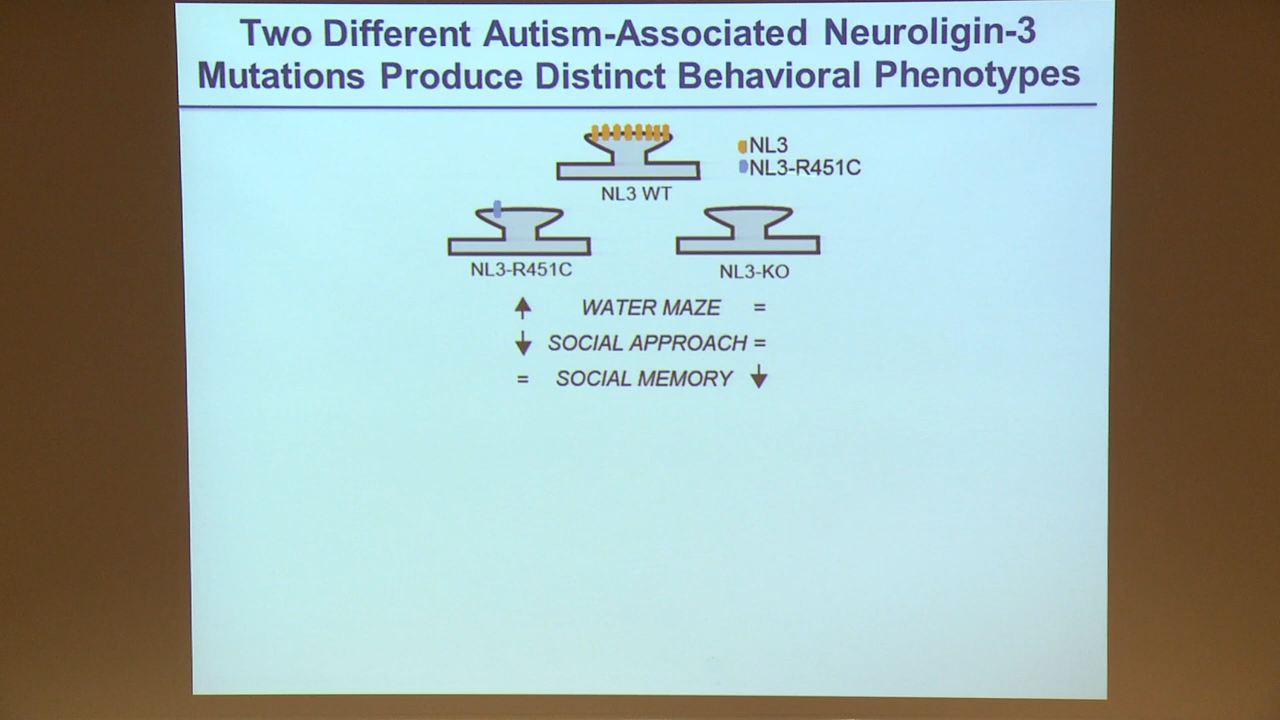 Two Different Autism-Associated Neuroligin-3
Mutations Produce Distinct Behavioral Phenotypes
NL3
NL3-R451C
NL3 WT
NL3-R451C
NL3-KO
WATER MAZE =
SOCIAL APPROACH =
= SOCIAL MEMORY